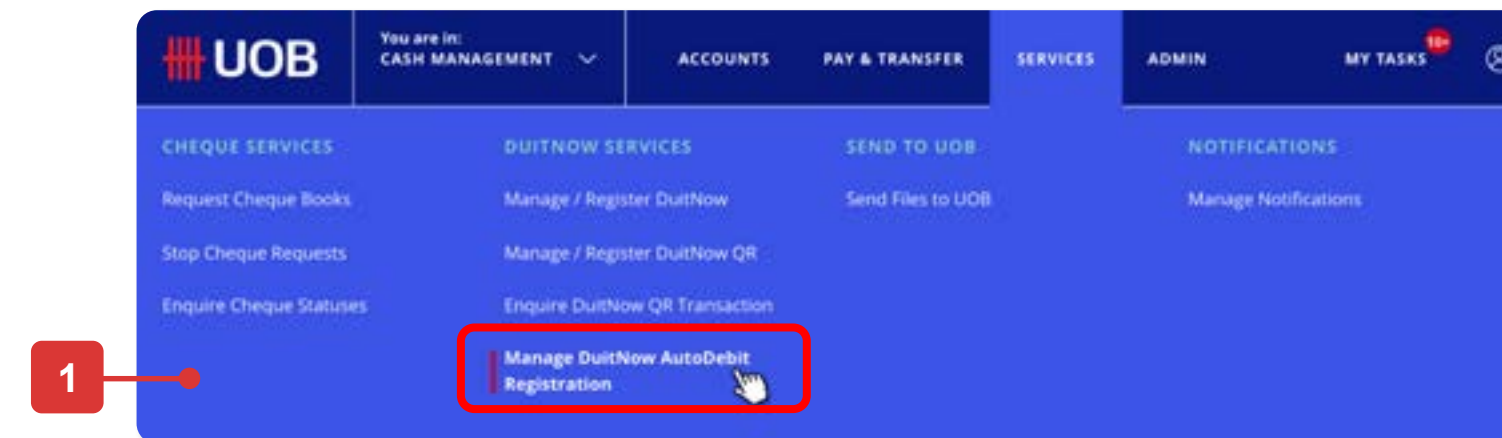 UOB
You are in:
CASH MANAGEMENT
ACCOUNTS
PAY & TRANSFER
SERVICES
ADMIN
MY TASKS
10+
CHEQUE SERVICES
Request Cheque Books
Stop Cheque Requests
Enquire Cheque Statuses
DUITNOW SERVICES
Manage / Register DuitNow
Manage / Register DuitNow QR
Enquire DuitNow QR Transaction
Manage DuitNow AutoDebit
Registration
SEND TO UOB
Send Files to UOB
NOTIFICATIONS
Manage Notifications
1